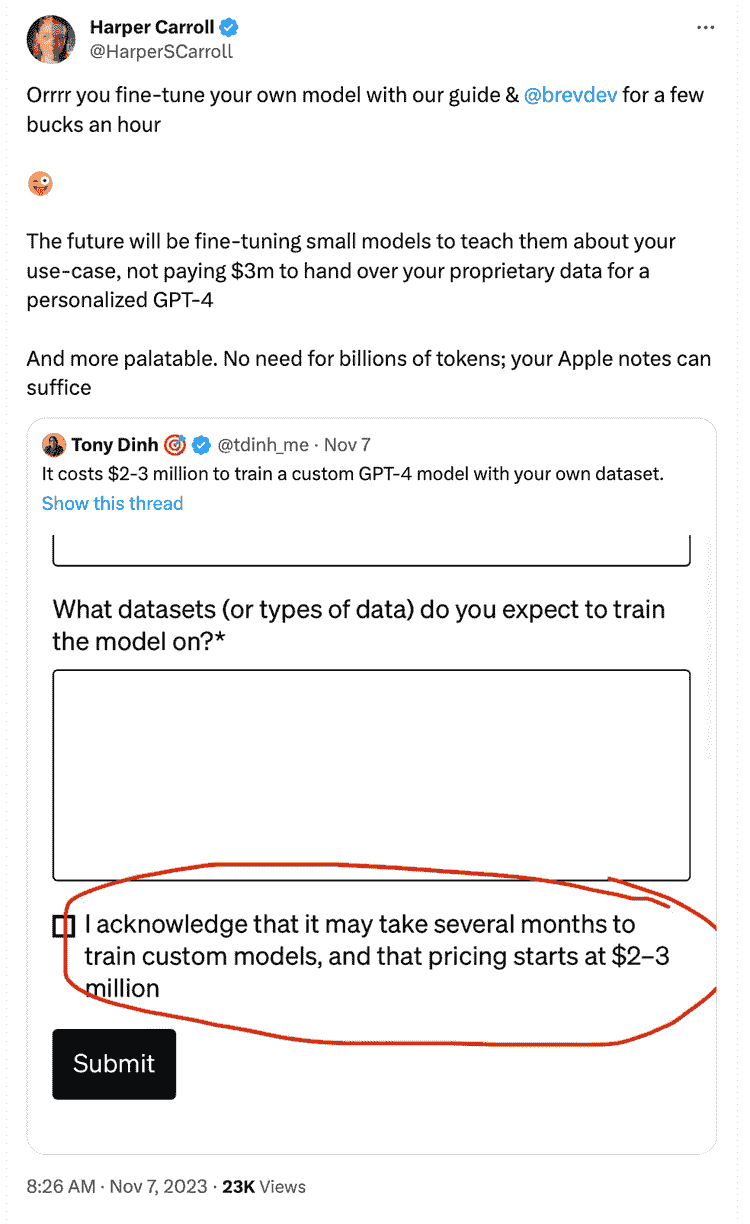 Harper Carroll
@HarperSCarroll
Orrrr you fine-tune your own model with our guide & @brevdev for a few
bucks an hour
The future will be fine-tuning small models to teach them about your
use-case, not paying $3m to hand over your proprietary data for a
personalized GPT-4
And more palatable. No need for billions of tokens; your Apple notes can
suffice
Tony Dinh @tdinh_me · Nov 7
It costs $2-3 million to train a custom GPT-4 model with your own dataset.
Show this thread
What datasets (or types of data) do you expect to train
the model on?*
I acknowledge that it may take several months to
train custom models, and that pricing starts at $2–3
million
Submit
8:26 AM · Nov 7, 2023 · 23K Views